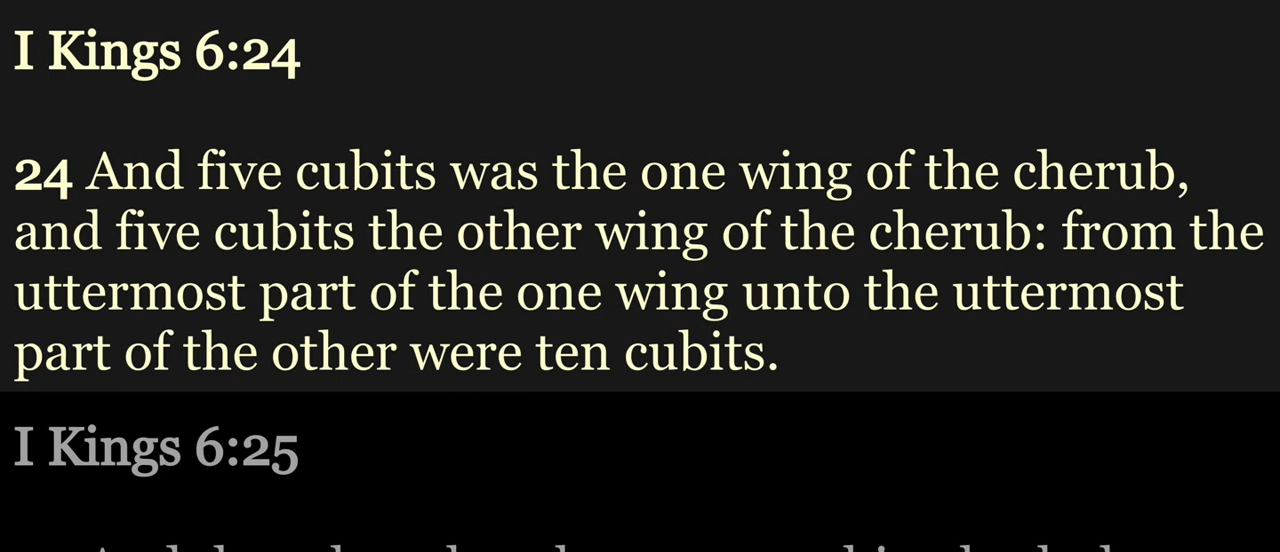 I Kings 6:24
24 And five cubits was the one wing of the cherub,
and five cubits the other wing of the cherub: from the
uttermost part of the one wing unto the uttermost
part of the other were ten cubits.
I Kings 6:25